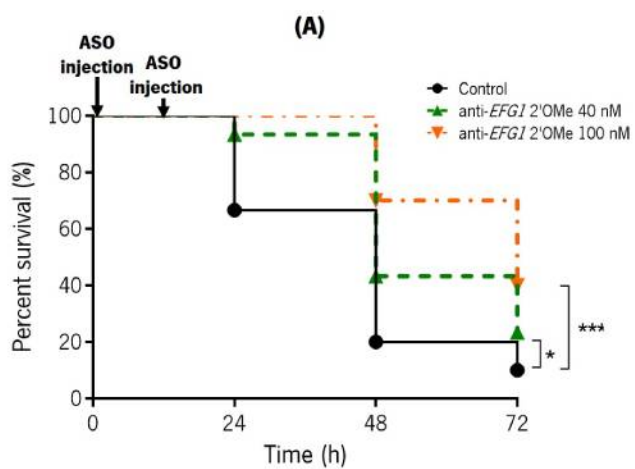 (A)
ASO
injection
ASO
injection
Control
anti-EFG1 2'OMe 40 nM
anti-EFG1 2'OMe 100 nM
Percent survival (%)
100
80
60
40
20
0
***
*
0 24 48 72
Time (h)